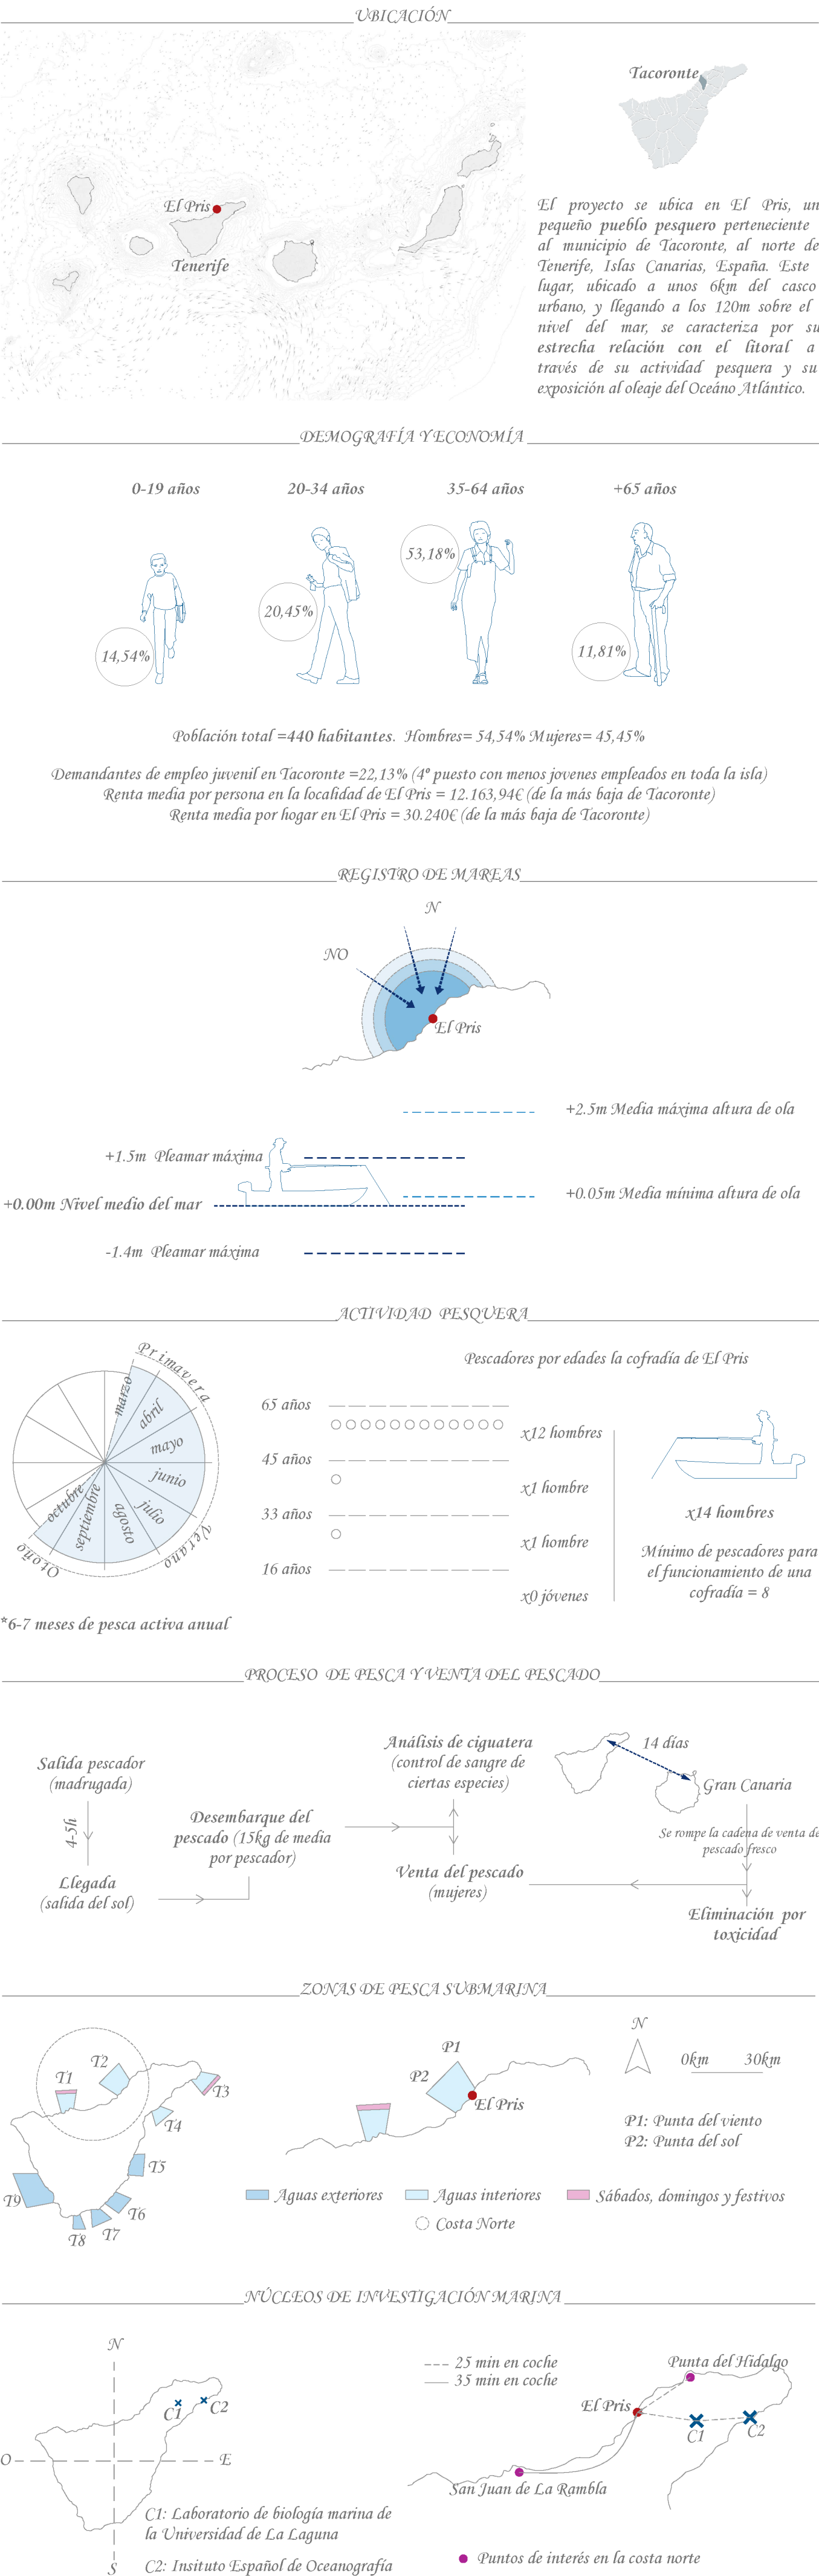 UBICACIÓN
Tacoronte
El Pris
Tenerife
El proyecto se ubica en El Pris, un
pequeño pueblo pesquero perteneciente
al municipio de Tacoronte, al norte de
Tenerife, Islas Canarias, España. Este
lugar, ubicado a unos 6km del casco
urbano, y llegando a los 120m sobre el
nivel del mar, se caracteriza por su
estrecha relación con el litoral a
través de su actividad pesquera y su
exposición al oleaje del Oceáno Atlántico.
DEMOGRAFÍA Y ECONOMÍA
0-19 años
20-34 años
35-64 años
+65 años
14,54%
20,45%
53,18%
11,81%
Población total =440 habitantes. Hombres= 54,54% Mujeres= 45,45%
Demandantes de empleo juvenil en Tacoronte =22,13% (4º puesto con menos jovenes empleados en toda la isla)
Renta media por persona en la localidad de El Pris = 12.163,94€ (de la más baja de Tacoronte)
Renta media por hogar en El Pris = 30.240€ (de la más baja de Tacoronte)
REGISTRO DE MAREAS
N
NO
El Pris
+2.5m Media máxima altura de ola
+1.5m Pleamar máxima
+0.05m Media mínima altura de ola
+0.00m Nivel medio del mar
-1.4m Pleamar máxima
ACTIVIDAD PESQUERA
Primavera
marzo
abril
mayo
junio
julio
agosto
septiembre
octubre
Verano
Otoño
*6-7 meses de pesca activa anual
Pescadores por edades la cofradía de El Pris
65 años
x12 hombres
45 años
x1 hombre
33 años
x1 hombre
16 años
x0 jóvenes
x14 hombres
Mínimo de pescadores para
el funcionamiento de una
cofradía = 8
PROCESO DE PESCA Y VENTA DEL PESCADO
Salida pescador
(madrugada)
4-5h
Llegada
(salida del sol)
Desembarque del
pescado (15kg de media
por pescador)
Análisis de ciguatera
(control de sangre de
ciertas especies)
Venta del pescado
(mujeres)
14 días
Gran Canaria
Se rompe la cadena de venta de
pescado fresco
Eliminación por
toxicidad
ZONAS DE PESCA SUBMARINA
T1
T2
T3
T4
T5
T6
T7
T8
T9
P1
P2
El Pris
N
0km 30km
P1: Punta del viento
P2: Punta del sol
Aguas exteriores
Aguas interiores
Sábados, domingos y festivos
Costa Norte
NÚCLEOS DE INVESTIGACIÓN MARINA
N
O
E
S
C1
C2
C1: Laboratorio de biología marina de
la Universidad de La Laguna
C2: Insituto Español de Oceanografía
25 min en coche
35 min en coche
Punta del Hidalgo
El Pris
C1
C2
San Juan de La Rambla
Puntos de interés en la costa norte